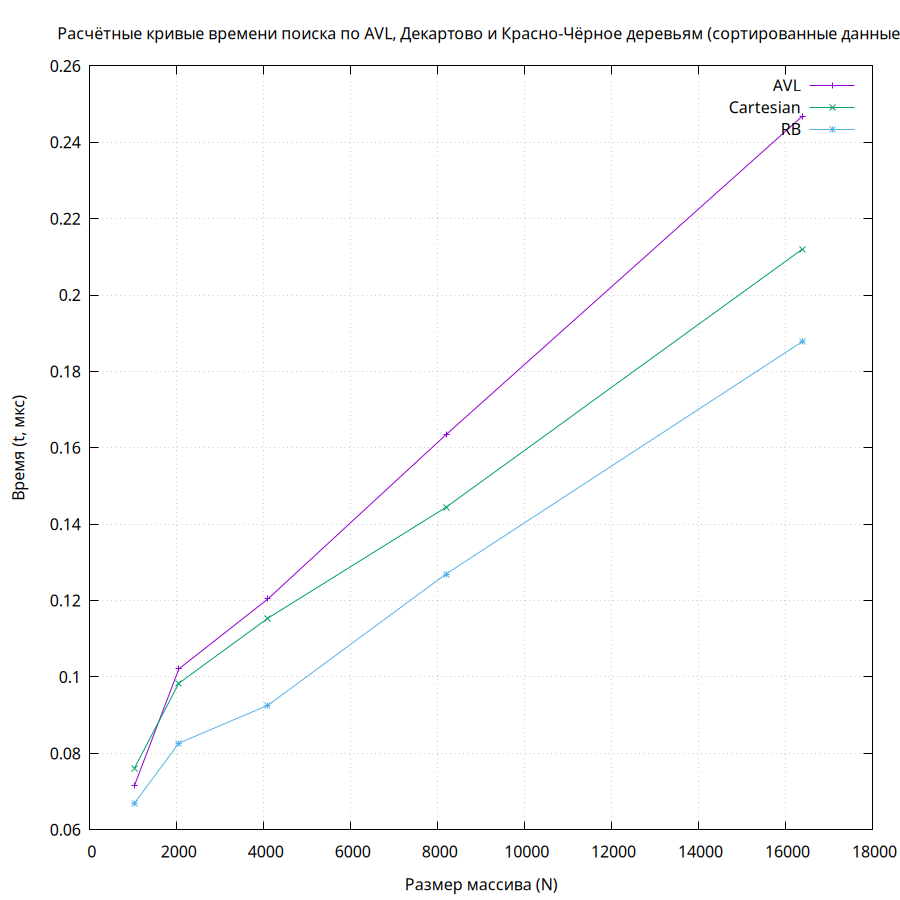 Расчётные кривые времени поиска по AVL, Декартово и Красно-Чёрное деревьям (сортированные данные
0.26
AVL
Cartesian
RB
0.24
0.22
0.2
0.18
0.16
0.14
0.12
0.1
0.08
0.06
Время (t, мкс)
0 2000 4000 6000 8000 10000 12000 14000 16000 18000
Размер массива (N)